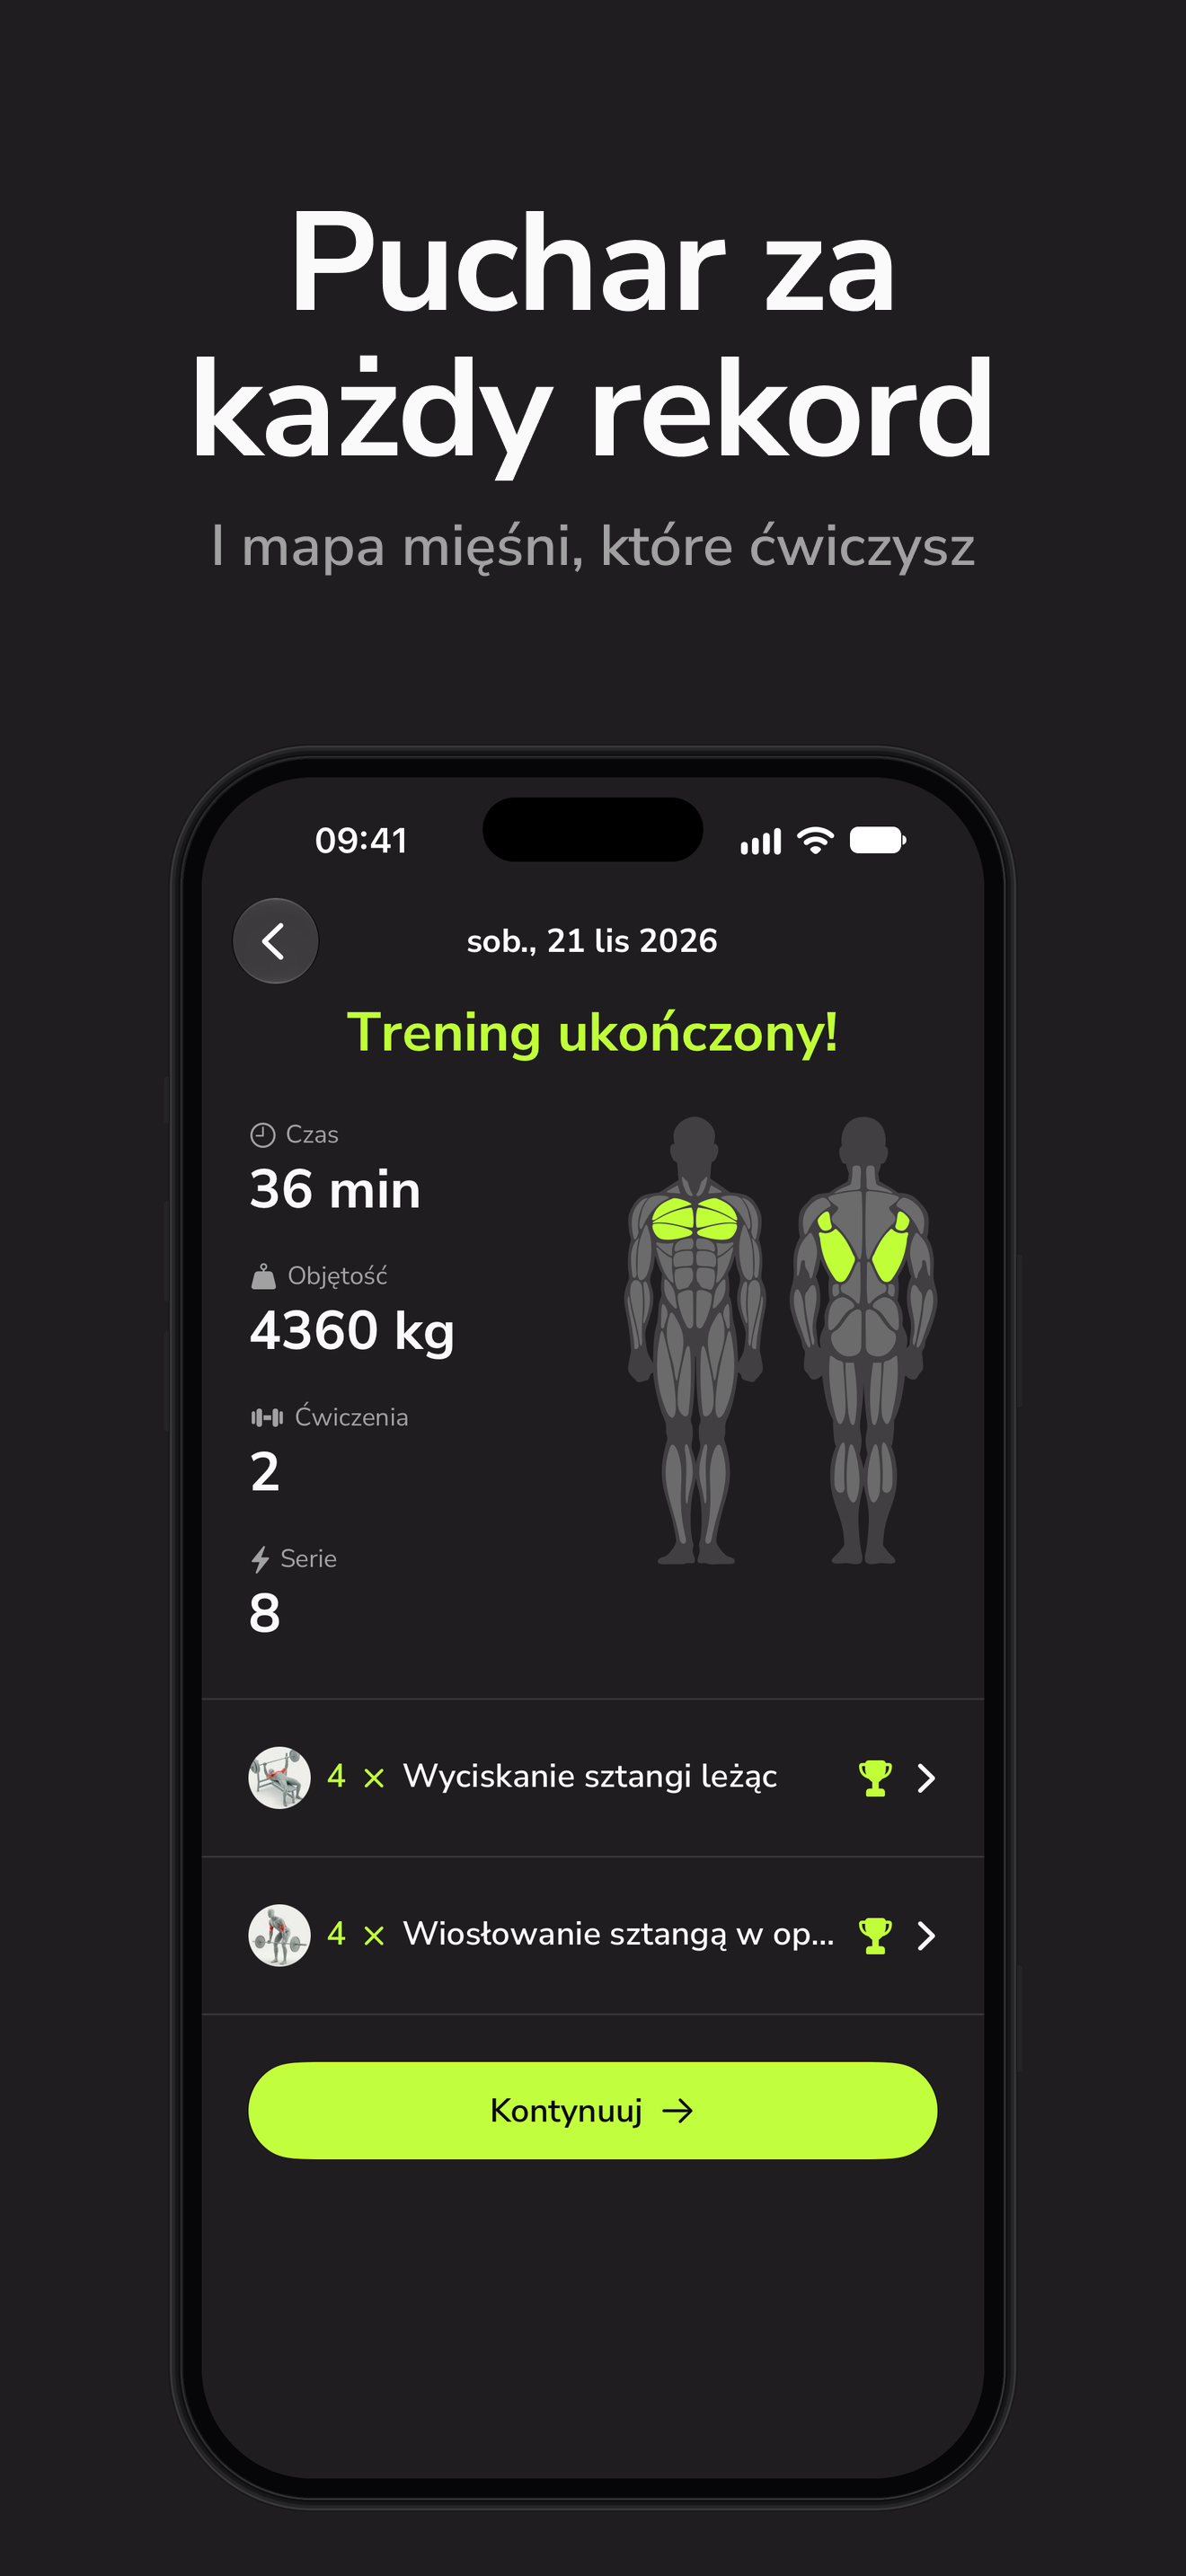 Puchar za
każdy rekord
I mapa mięśni, które ćwiczysz
09:41
sob., 21 lis 2026
Trening ukończony!
Czas
36 min
Objętość
4360 kg
Ćwiczenia
2
Serie
8
4 × Wyciskanie sztangi leżąc
4 × Wiosłowanie sztangą w op...
Kontynuuj →